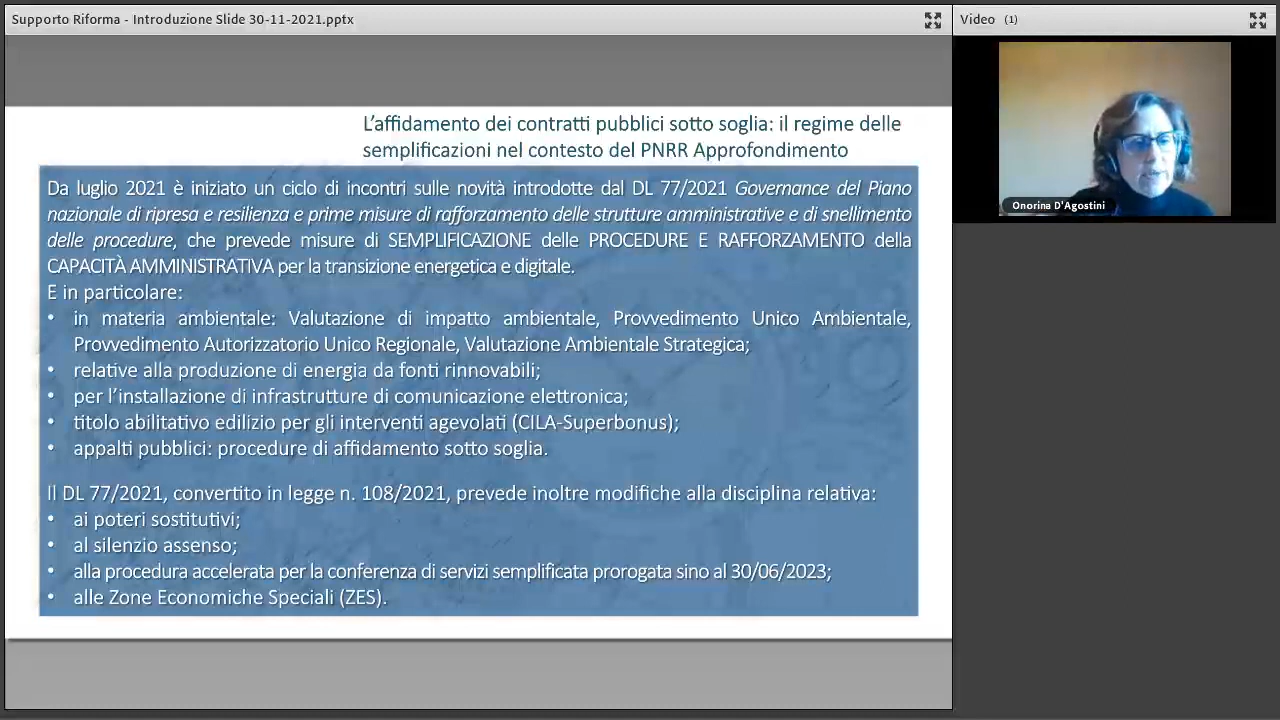 Supporto Riforma - Introduzione Slide 30-11-2021.pptx
Video (1)
Onorina D'Agostini
L'affidamento dei contratti pubblici sotto soglia: il regime delle
semplificazioni nel contesto del PNRR Approfondimento
Da luglio 2021 è iniziato un ciclo di incontri sulle novità introdotte dal DL 77/2021 Governance del Piano
nazionale di ripresa e resilienza e prime misure di rafforzamento delle strutture amministrative e di snellimento
delle procedure, che prevede misure di SEMPLIFICAZIONE delle PROCEDURE E RAFFORZAMENTO della
CAPACITÀ AMMINISTRATIVA per la transizione energetica e digitale.
E in particolare:
• in materia ambientale: Valutazione di impatto ambientale, Provvedimento Unico Ambientale,
Provvedimento Autorizzatorio Unico Regionale, Valutazione Ambientale Strategica;
• relative alla produzione di energia da fonti rinnovabili;
• per l'installazione di infrastrutture di comunicazione elettronica;
• titolo abilitativo edilizio per gli interventi agevolati (CILA-Superbonus);
• appalti pubblici: procedure di affidamento sotto soglia.
Il DL 77/2021, convertito in legge n. 108/2021, prevede inoltre modifiche alla disciplina relativa:
• ai poteri sostitutivi;
• al silenzio assenso;
• alla procedura accelerata per la conferenza di servizi semplificata prorogata sino al 30/06/2023;
• alle Zone Economiche Speciali (ZES).